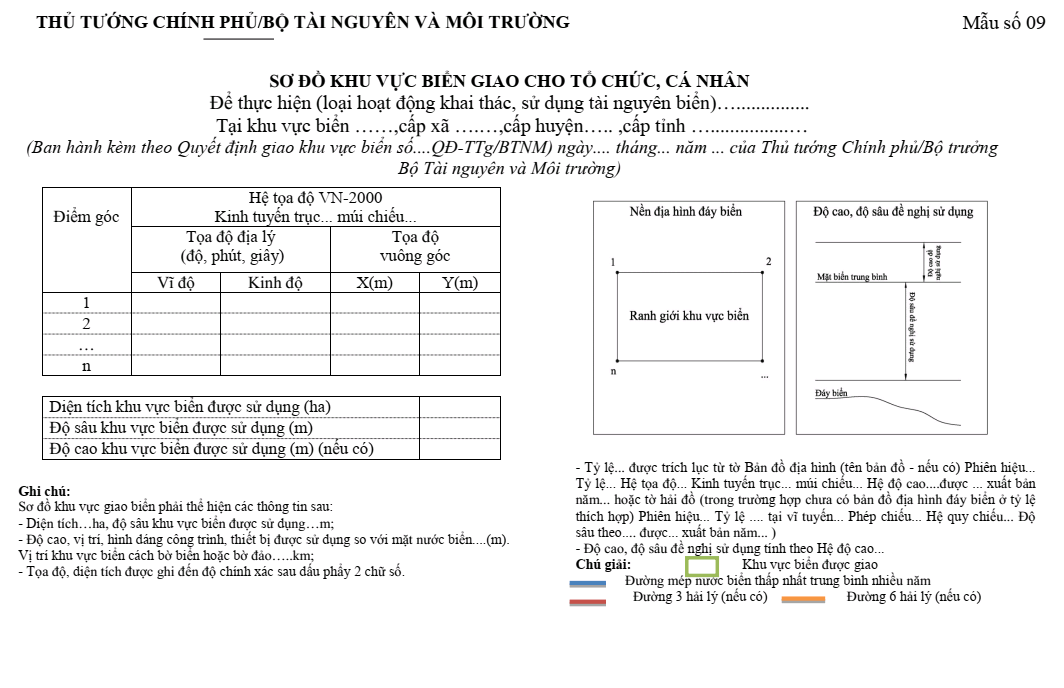 THỦ TƯỚNG CHÍNH PHỦ/BỘ TÀI NGUYÊN VÀ MÔI TRƯỜNG
Mẫu số 09
SƠ ĐỒ KHU VỰC BIỂN GIAO CHO TỔ CHỨC, CÁ NHÂN
Để thực hiện (loại hoạt động khai thác, sử dụng tài nguyên biển)…...............
Tại khu vực biển ……,cấp xã …….,cấp huyện….. ,cấp tỉnh …................…
(Ban hành kèm theo Quyết định giao khu vực biển số....QĐ-TTg/BTNM) ngày.... tháng... năm ... của Thủ tướng Chính phủ/Bộ trưởng
Bộ Tài nguyên và Môi trường)
Điểm góc
Hệ tọa độ VN-2000
Kinh tuyến trục... múi chiếu...
Tọa độ địa lý
(độ, phút, giây)
Tọa độ
vuông góc
Vĩ độ
Kinh độ
X(m)
Y(m)
1
2
…
n
Diện tích khu vực biển được sử dụng (ha)
Độ sâu khu vực biển được sử dụng (m)
Độ cao khu vực biển được sử dụng (m) (nếu có)
Ghi chú:
Sơ đồ khu vực giao biển phải thể hiện các thông tin sau:
- Diện tích…ha, độ sâu khu vực biển được sử dụng…m;
- Độ cao, vị trí, hình dáng công trình, thiết bị được sử dụng so với mặt nước biển....(m).
Vị trí khu vực biển cách bờ biển hoặc bờ đảo…..km;
- Tọa độ, diện tích được ghi đến độ chính xác sau dấu phẩy 2 chữ số.
Nền địa hình đáy biển
1
2
Ranh giới khu vực biển
n
...
Độ cao, độ sâu đề nghị sử dụng
Độ cao đề
nghị sử dụng
Mặt biển trung bình
Độ sâu đề nghị sử dụng
Đáy biển
- Tỷ lệ... được trích lục từ tờ Bản đồ địa hình (tên bản đồ - nếu có) Phiên hiệu...
Tỷ lệ... Hệ tọa độ... Kinh tuyến trục... múi chiếu... Hệ độ cao....được ... xuất bản
năm... hoặc tờ hải đồ (trong trường hợp chưa có bản đồ địa hình đáy biển ở tỷ lệ
thích hợp) Phiên hiệu... Tỷ lệ .... tại vĩ tuyến... Phép chiếu... Hệ quy chiếu... Độ
sâu theo.... được... xuất bản năm... )
- Độ cao, độ sâu đề nghị sử dụng tính theo Hệ độ cao...
Chú giải:
Khu vực biển được giao
Đường mép nước biển thấp nhất trung bình nhiều năm
Đường 3 hải lý (nếu có)
Đường 6 hải lý (nếu có)